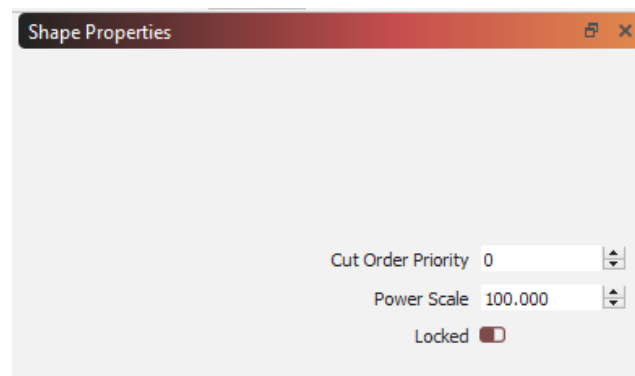 Shape Properties
Cut Order Priority 0
Power Scale 100.000
Locked